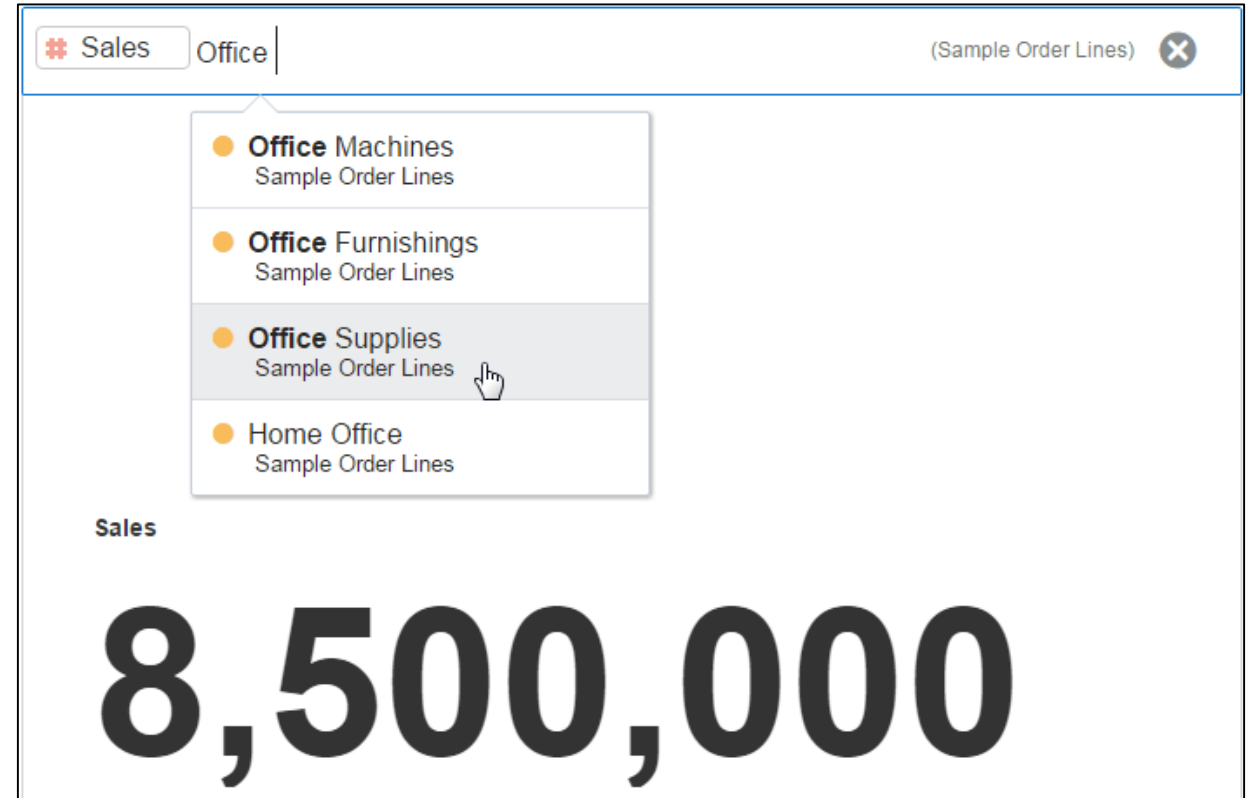 # Sales Office (Sample Order Lines)
Office Machines
Sample Order Lines
Office Furnishings
Sample Order Lines
Office Supplies
Sample Order Lines
Home Office
Sample Order Lines
Sales
8,500,000